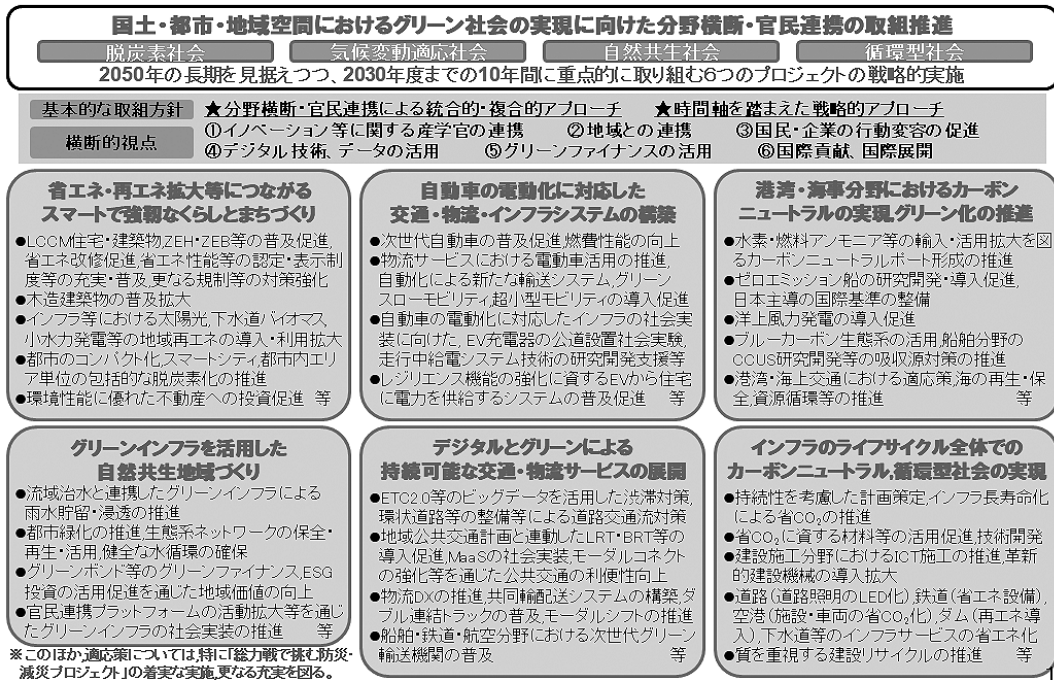 国土・都市・地域空間におけるグリーン社会の実現に向けた分野横断・官民連携の取組推進
脱炭素社会 気候変動適応社会 自然共生社会 循環型社会
2050年の長期を見据えつつ、2030年度までの10年間に重点的に取り組む6つのプロジェクトの戦略的実施
基本的な取組方針 ★分野横断・官民連携による統合的・複合的アプローチ ★時間軸を踏まえた戦略的アプローチ
横断的視点
①イノベーション等に関する産学官の連携 ②地域との連携 ③国民・企業の行動変容の促進
④デジタル技術、データの活用 ⑤グリーンファイナンスの活用 ⑥国際貢献、国際展開
省エネ・再エネ拡大等につながる
スマートで強靭なくらしとまちづくり
●LCCM住宅・建築物,ZEH・ZEB等の普及促進,
省エネ改修促進,省エネ性能等の認定・表示制
度等の充実・普及,更なる規制等の対策強化
●木造建築物の普及拡大
●インフラ等における太陽光,下水道バイオマス,
小水力発電等の地域再エネの導入・利用拡大
●都市のコンパクト化,スマートシティ,都市内エリ
ア単位の包括的な脱炭素化の推進
●環境性能に優れた不動産への投資促進 等
自動車の電動化に対応した
交通・物流・インフラシステムの構築
●次世代自動車の普及促進,燃費性能の向上
●物流サービスにおける電動車活用の推進,
自動化による新たな輸送システム,グリーン
スローモビリティ,超小型モビリティの導入促進
●自動車の電動化に対応したインフラの社会実
装に向けた,EV充電器の公道設置社会実験,
走行中給電システム技術の研究開発支援等
●レジリエンス機能の強化に資するEVから住宅
に電力を供給するシステムの普及促進 等
港湾・海事分野におけるカーボン
ニュートラルの実現,グリーン化の推進
●水素・燃料アンモニア等の輸入・活用拡大を図
るカーボンニュートラルポート形成の推進
●ゼロエミッション船の研究開発・導入促進,
日本主導の国際基準の整備
●洋上風力発電の導入促進
●ブルーカーボン生態系の活用,船舶分野の
CCUS研究開発等の吸収源対策の推進
●港湾・海上交通における適応策,海の再生・保
全,資源循環等の推進 等
グリーンインフラを活用した
自然共生地域づくり
●流域治水と連携したグリーンインフラによる
雨水貯留・浸透の推進
●都市緑化の推進,生態系ネットワークの保全・
再生・活用,健全な水循環の確保
●グリーンボンド等のグリーンファイナンス,ESG
投資の活用促進を通じた地域価値の向上
●官民連携プラットフォームの活動拡大等を通じ
たグリーンインフラの社会実装の推進 等
デジタルとグリーンによる
持続可能な交通・物流サービスの展開
●ETC2.0等のビッグデータを活用した渋滞対策,
環状道路等の整備等による道路交通流対策
●地域公共交通計画と連動したLRT・BRT等の
導入促進,MaaSの社会実装,モーダルコネクト
の強化等を通じた公共交通の利便性向上
●物流DXの推進,共同輸配送システムの構築,ダ
ブル連結トラックの普及,モーダルシフトの推進
●船舶・鉄道・航空分野における次世代グリーン
輸送機関の普及 等
インフラのライフサイクル全体での
カーボンニュートラル,循環型社会の実現
●持続性を考慮した計画策定,インフラ長寿命化
による省CO₂の推進
●省CO₂に資する材料等の活用促進,技術開発
●建設施工分野におけるICT施工の推進,革新
的建設機械の導入拡大
●道路（道路照明のLED化）,鉄道（省エネ設備）,
空港（施設・車両の省CO₂化）,ダム（再エネ導
入）,下水道等のインフラサービスの省エネ化
●質を重視する建設リサイクルの推進 等
※このほか,適応策については,特に「総力戦で挑む防災・
減災プロジェクト」の着実な実施,更なる充実を図る。